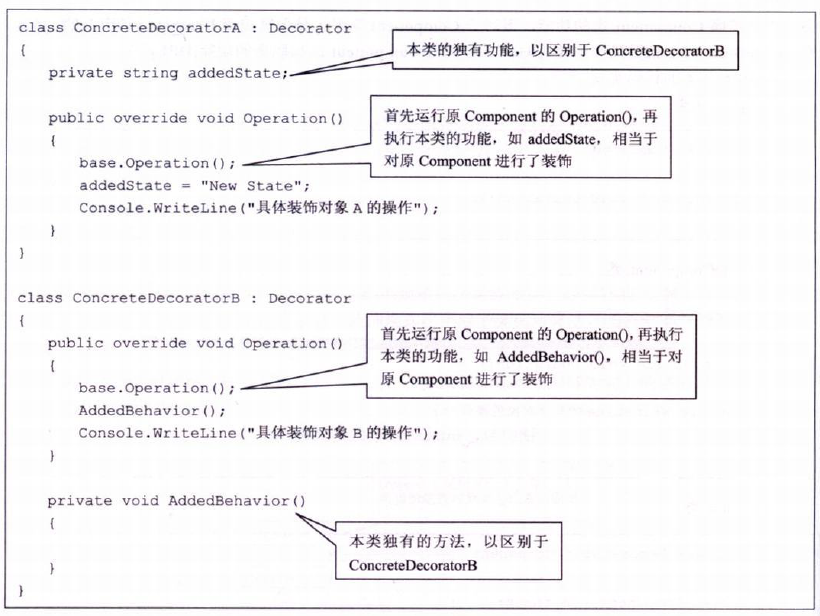 class ConcreteDecoratorA : Decorator
{
本类的独有功能，以区别于 ConcreteDecoratorB
private string addedState;
public override void Operation()
首先运行原 Component 的 Operation(), 再
执行本类的功能，如 addedState，相当于
对原 Component 进行了装饰
{
base.Operation();
addedState = "New State";
Console.WriteLine("具体装饰对象 A 的操作");
}
}
class ConcreteDecoratorB : Decorator
{
首先运行原 Component 的 Operation(), 再执行
本类的功能，如 AddedBehavior()，相当于对
原 Component 进行了装饰
public override void Operation()
{
base.Operation();
AddedBehavior();
Console.WriteLine("具体装饰对象 B 的操作");
}
private void AddedBehavior()
{
本类独有的方法，以区别于
ConcreteDecoratorB
}
}